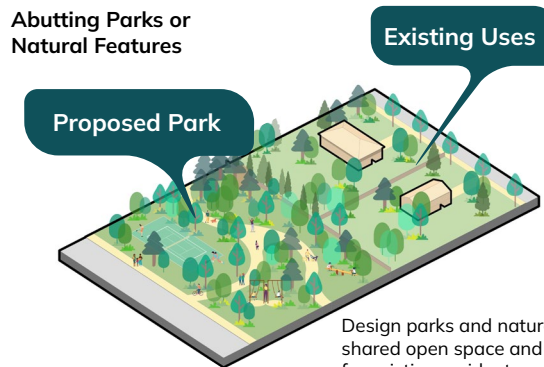 Abutting Parks or
Natural Features
Existing Uses
Proposed Park
Design parks and natur
shared open space and